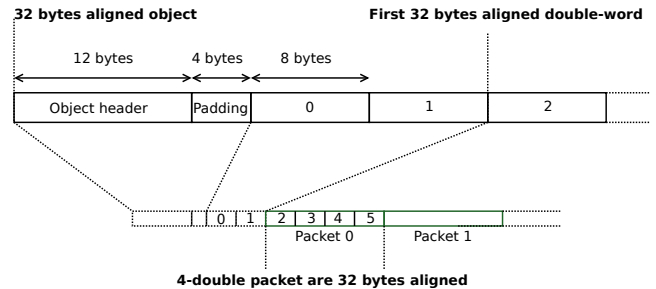 32 bytes aligned object
First 32 bytes aligned double-word
12 bytes
4 bytes
8 bytes
Object header
Padding
0
1
2
0
1
2
3
4
5
Packet 0
Packet 1
4-double packet are 32 bytes aligned